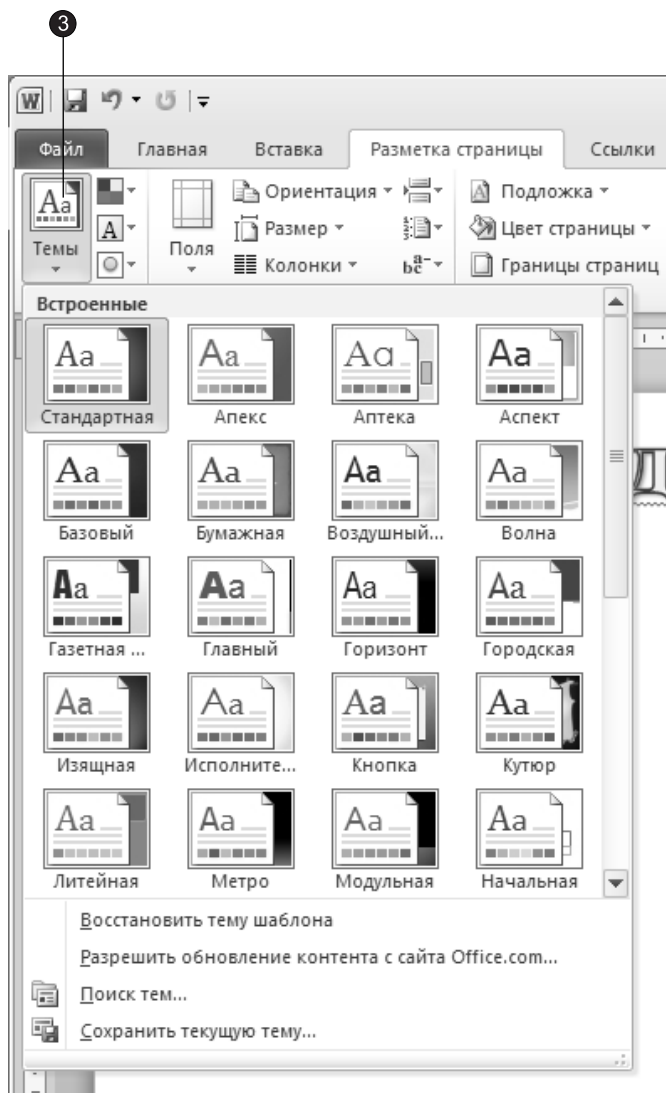 3
W
Файл Главная Вставка Разметка страницы Ссылки
Aa Ориентация Подложка
A Размер Цвет страницы
Темы Поля Колонки Границы страниц
Встроенные
Aa Aa Aa Aa
Стандартная Апекс Аптека Аспект
Aa Aa Aa Aa
Базовый Бумажная Воздушный... Волна
Aa Aa Aa Aa
Газетная ... Главный Горизонт Городская
Aa Aa Aa Aa
Изящная Исполните... Кнопка Кутюр
Aa Aa Aa Aa
Литейная Метро Модульная Начальная
Восстановить тему шаблона
Разрешить обновление контента с сайта Office.com...
Поиск тем...
Сохранить текущую тему...